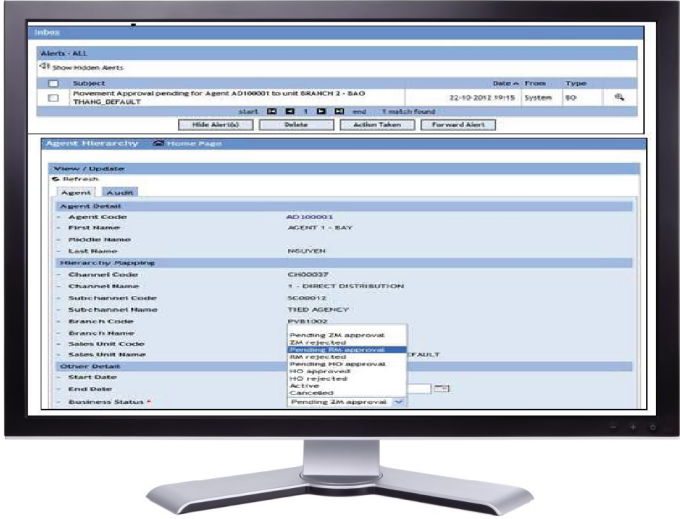 Inbox
Alerts - ALL
Show Hidden Alerts
Subject Date From Type
Movement Approval pending for Agent AD100001 to unit BRANCH 2 - BAO
THANG_DEFAULT 22-10-2012 19:15 System BO
start 1 end 1 match found
Hide Alert(s) Delete Action Taken Forward Alert
Agent Hierarchy Home Page
View / Update
Refresh
Agent Audit
Agent Detail
- Agent Code AD100001
- First Name AGENT 1 - BAY
- Middle Name
- Last Name NGUYEN
Hierarchy Mapping
- Channel Code CH00037
- Channel Name 1 - DIRECT DISTRIBUTION
- Subchannel Code SC00012
- Subchannel Name TIED AGENCY
- Branch Code PVB1002
- Branch Name
- Sales Unit Code
- Sales Unit Name
Pending ZM approval
ZM rejected
Pending RM approval
RM rejected
Pending HO approval
HO approved
HO rejected
Active
Cancelled
EFAULT
Other Detail
- Start Date
- End Date
- Business Status * Pending ZM approval